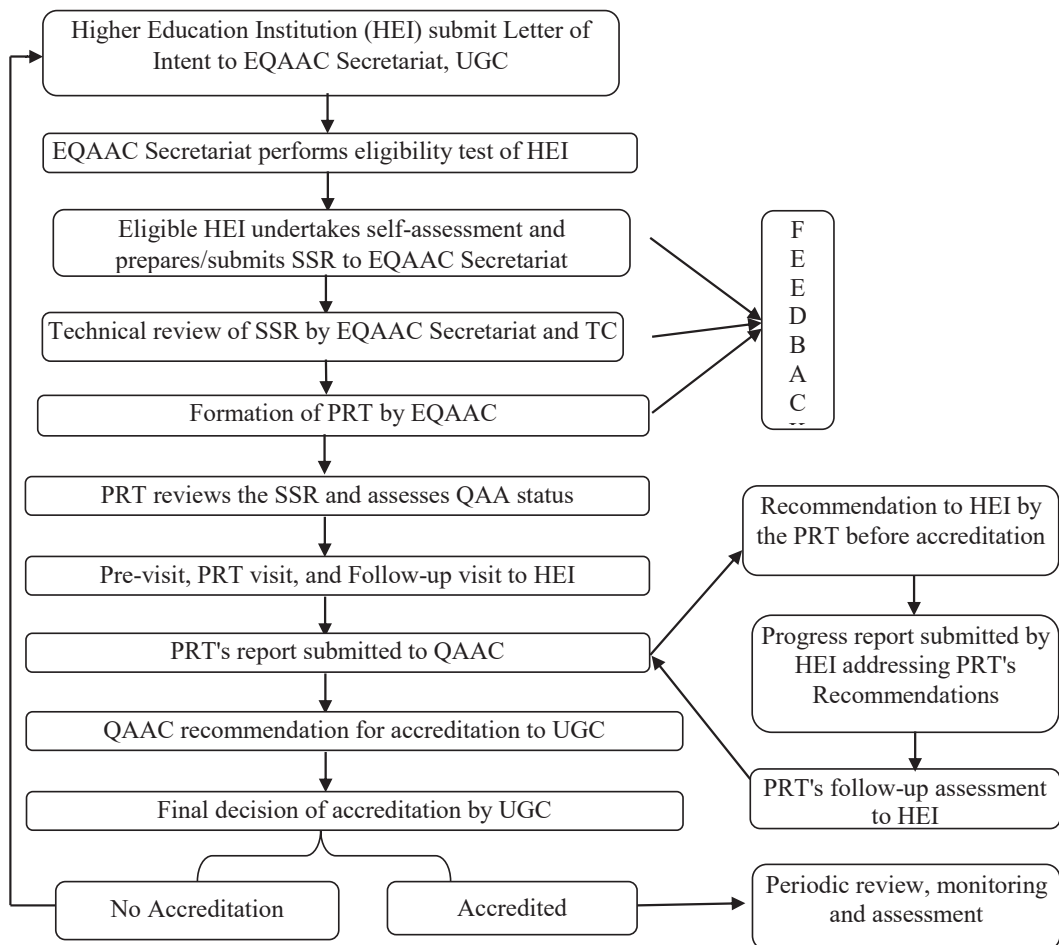 Higher Education Institution (HEI) submit Letter of
Intent to EQAAC Secretariat, UGC
EQAAC Secretariat performs eligibility test of HEI
Eligible HEI undertakes self-assessment and
prepares/submits SSR to EQAAC Secretariat
F
E
E
D
B
A
C
Technical review of SSR by EQAAC Secretariat and TC
Formation of PRT by EQAAC
PRT reviews the SSR and assesses QAA status
Pre-visit, PRT visit, and Follow-up visit to HEI
PRT's report submitted to QAAC
Recommendation to HEI by
the PRT before accreditation
Progress report submitted by
HEI addressing PRT's
Recommendations
PRT's follow-up assessment
to HEI
QAAC recommendation for accreditation to UGC
Final decision of accreditation by UGC
No Accreditation
Accredited
Periodic review, monitoring
and assessment